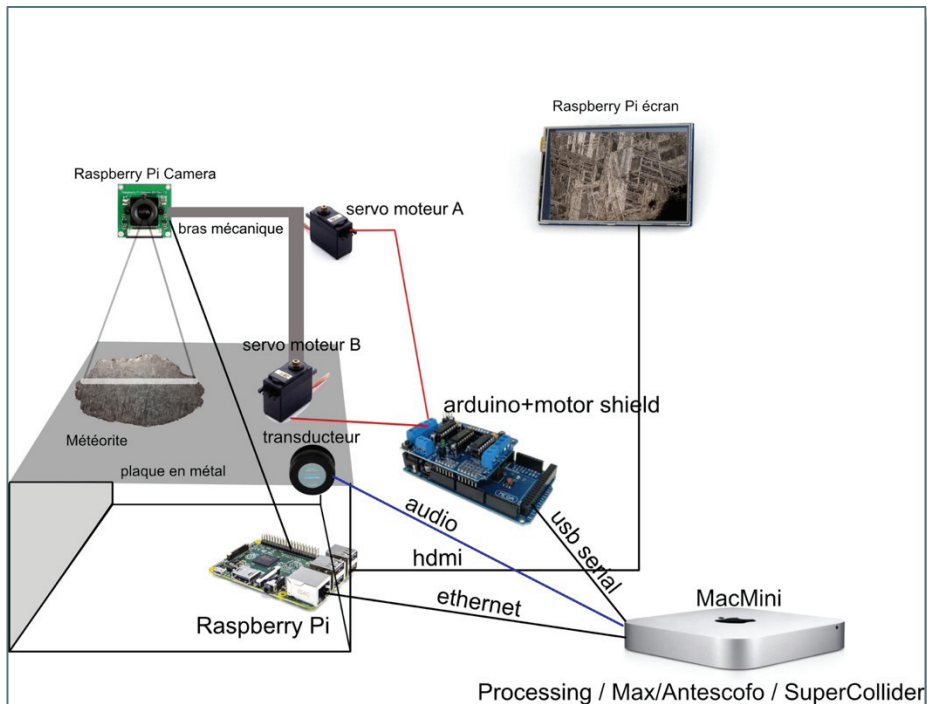 Raspberry Pi écran
Raspberry Pi Camera
bras mécanique
servo moteur A
servo moteur B
arduino+motor shield
transducteur
Météorite
plaque en métal
audio
usb serial
hdmi
ethernet
Raspberry Pi
MacMini
Processing / Max/Antescofo / SuperCollider
MEGA